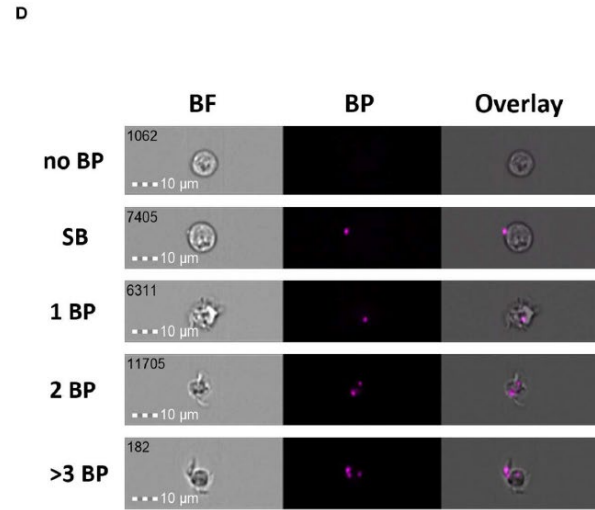 D
BF BP Overlay
no BP
1062
10 μm
SB
7405
10 μm
1 BP
6311
10 μm
2 BP
11705
10 μm
>3 BP
182
10 μm